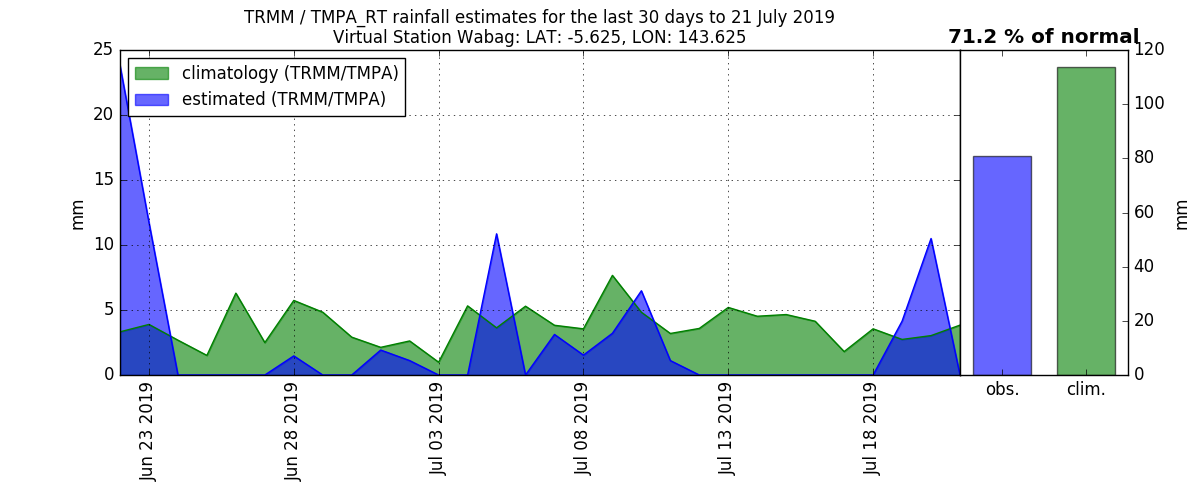 TRMM / TMPA_RT rainfall estimates for the last 30 days to 21 July 2019
Virtual Station Wabag: LAT: -5.625, LON: 143.625
71.2 % of normal
climatology (TRMM/TMPA)
estimated (TRMM/TMPA)
25
20
15
10
5
0
mm
Jun 23 2019
Jun 28 2019
Jul 03 2019
Jul 08 2019
Jul 13 2019
Jul 18 2019
120
100
80
60
40
20
0
mm
obs.
clim.